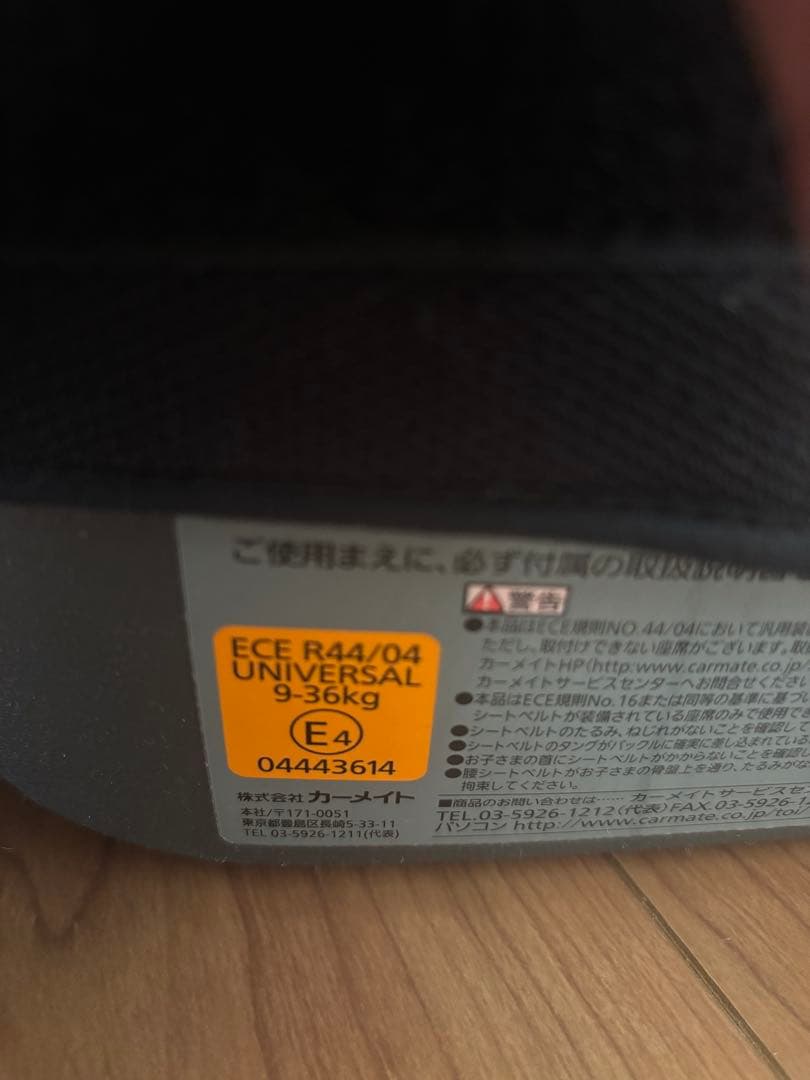 ご使用まえに、必ず付属の取扱説明書
ECE R44/04
UNIVERSAL
9-36kg
E4
04443614
株式会社 カーメイト
本社/〒171-0051
東京都豊島区長崎5-33-11
TEL 03-5926-1211(代表)
警告
●本品はECE規則NO.44/04において汎用装
ただし、取付けできない座席がございます。取
カーメイトHP(http:www.carmate.co.jp
カーメイトサービスセンターへお問合せください
●本品はECE規則No.16または同等の基準に基づ
シートベルトが装備されている座席のみで使用で
●シートベルトのたるみ、ねじれがないことを確認して
●シートベルトのタングがバックルに確実に差し込まれている
●お子さまの首にシートベルトがかからないことを確認
●腰シートベルトがお子さまの骨盤上を通り、たるみがな
拘束してください。
■商品のお問い合わせは…… カーメイト サービスセ
TEL.03-5926-1212(代表)FAX.03-5926-1
パソコン http://www.carmate.co.jp/toi/